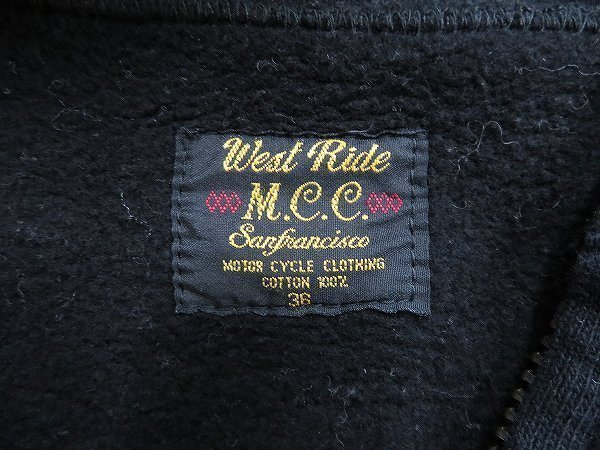 West Ride
M.C.C.
Sanfrancisco
MOTOR CYCLE CLOTHING
COTTON 100%
36